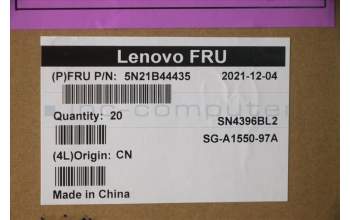 Lenovo FRU
(P)FRU P/N: 5N21B44435 2021-12-04
Quantity: 20 SN4396BL2
SG-A1550-97A
(4L)Origin: CN
Made in China